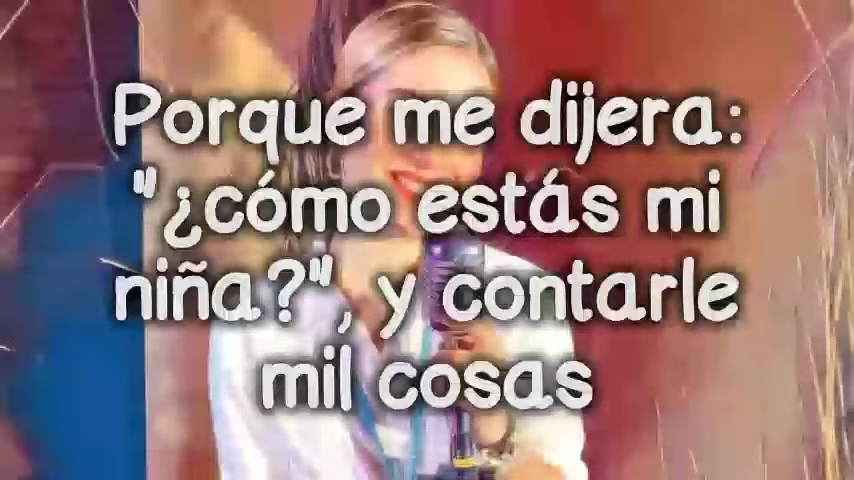 Porque me dijera:
"¿cómo estás mi
niña?", y contarle
mil cosas